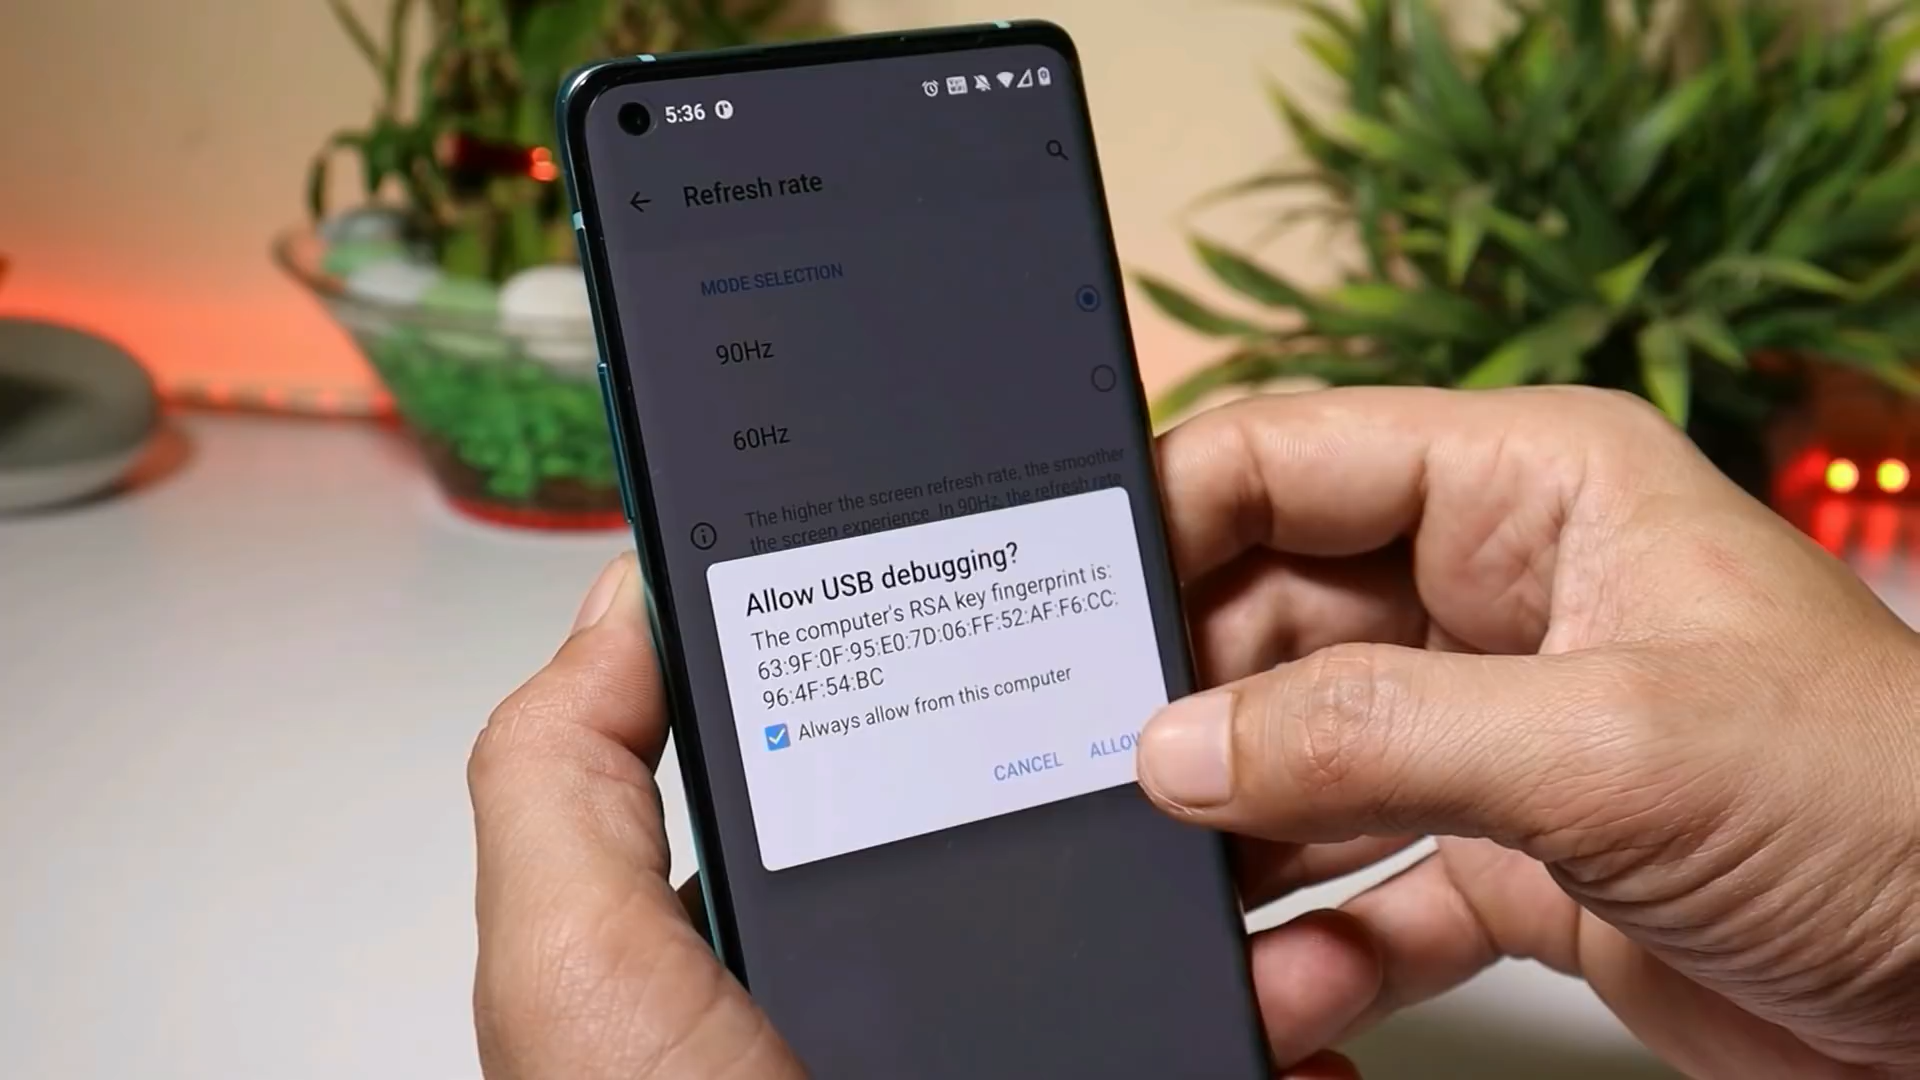 5:36
Refresh rate
MODE SELECTION
90Hz
60Hz
The higher the screen refresh rate, the smoother
the screen experience. In 90Hz, the refresh rate
Allow USB debugging?
The computer's RSA key fingerprint is:
63:9F:0F:95:E0:7D:06:FF:52:AF:F6:CC:
96:4F:54:BC
Always allow from this computer
CANCEL ALLOW